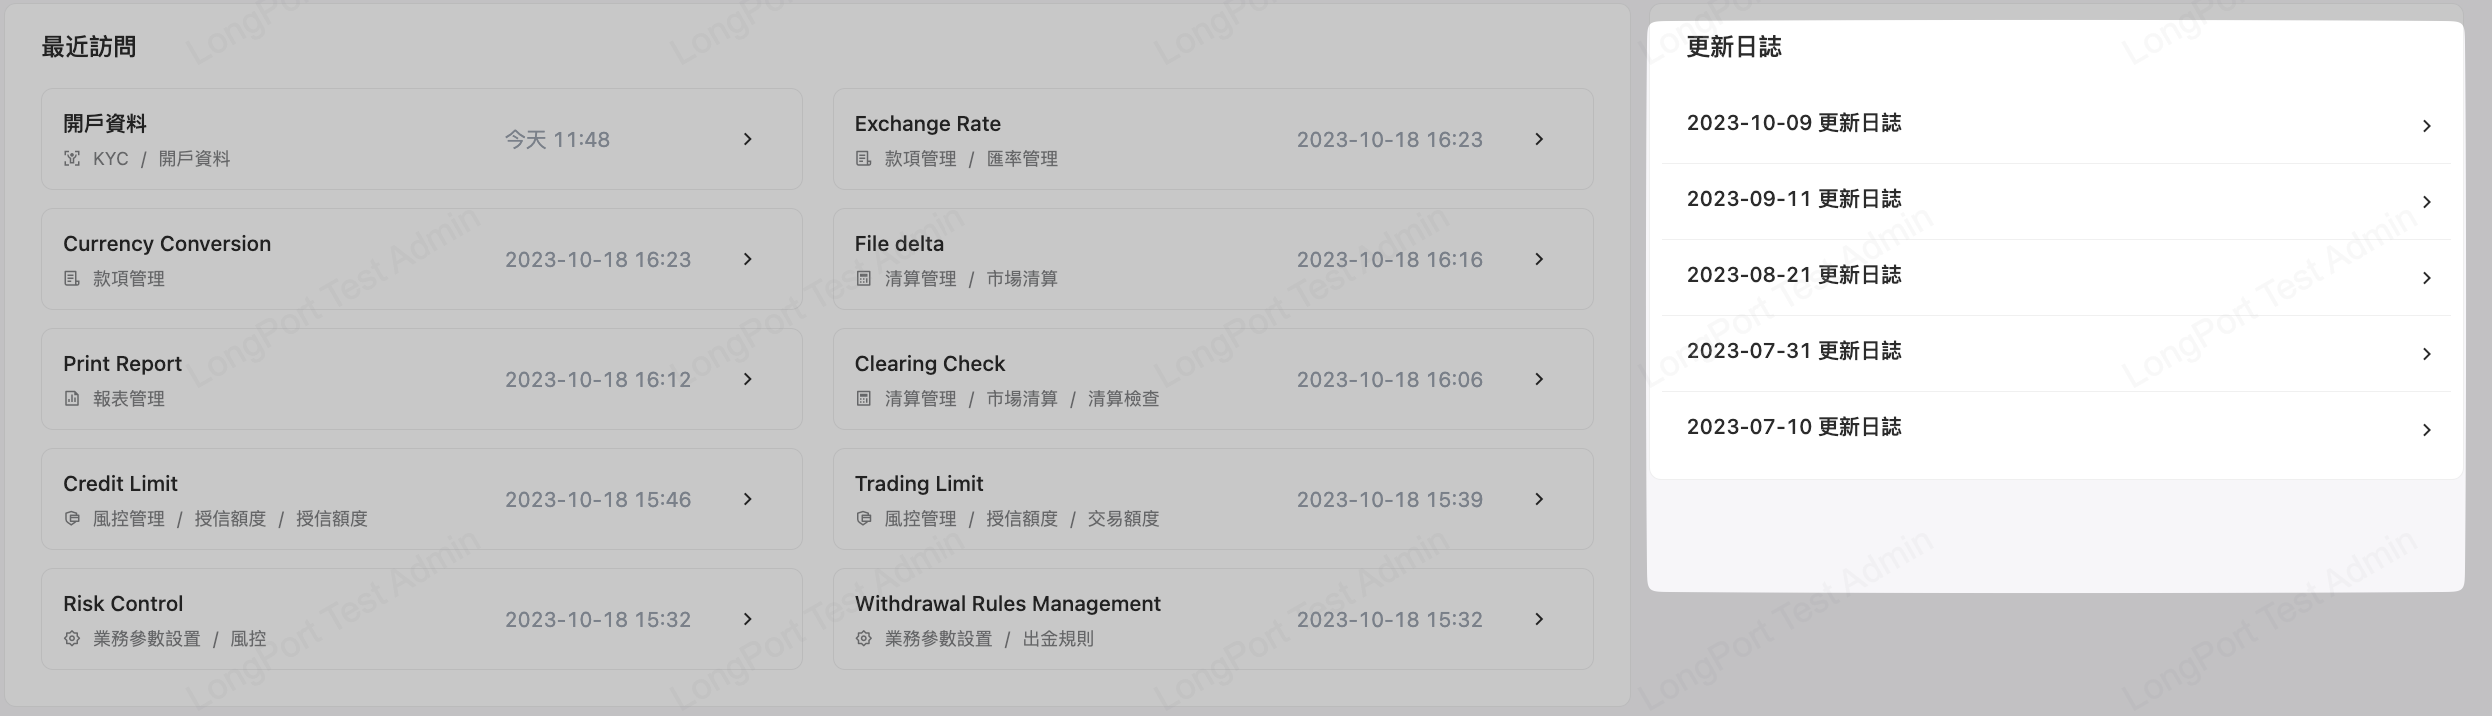 最近訪問
開戶資料
今天 11:48
KYC / 開戶資料
Exchange Rate
2023-10-18 16:23
款項管理 / 匯率管理
Currency Conversion
2023-10-18 16:23
款項管理
File delta
2023-10-18 16:16
清算管理 / 市場清算
Print Report
2023-10-18 16:12
報表管理
Clearing Check
2023-10-18 16:06
清算管理 / 市場清算 / 清算檢查
Credit Limit
2023-10-18 15:46
風控管理 / 授信額度 / 授信額度
Trading Limit
2023-10-18 15:39
風控管理 / 授信額度 / 交易額度
Risk Control
2023-10-18 15:32
業務參數設置 / 風控
Withdrawal Rules Management
2023-10-18 15:32
業務參數設置 / 出金規則
更新日誌
2023-10-09 更新日誌
2023-09-11 更新日誌
2023-08-21 更新日誌
2023-07-31 更新日誌
2023-07-10 更新日誌
LongPort Test Admin